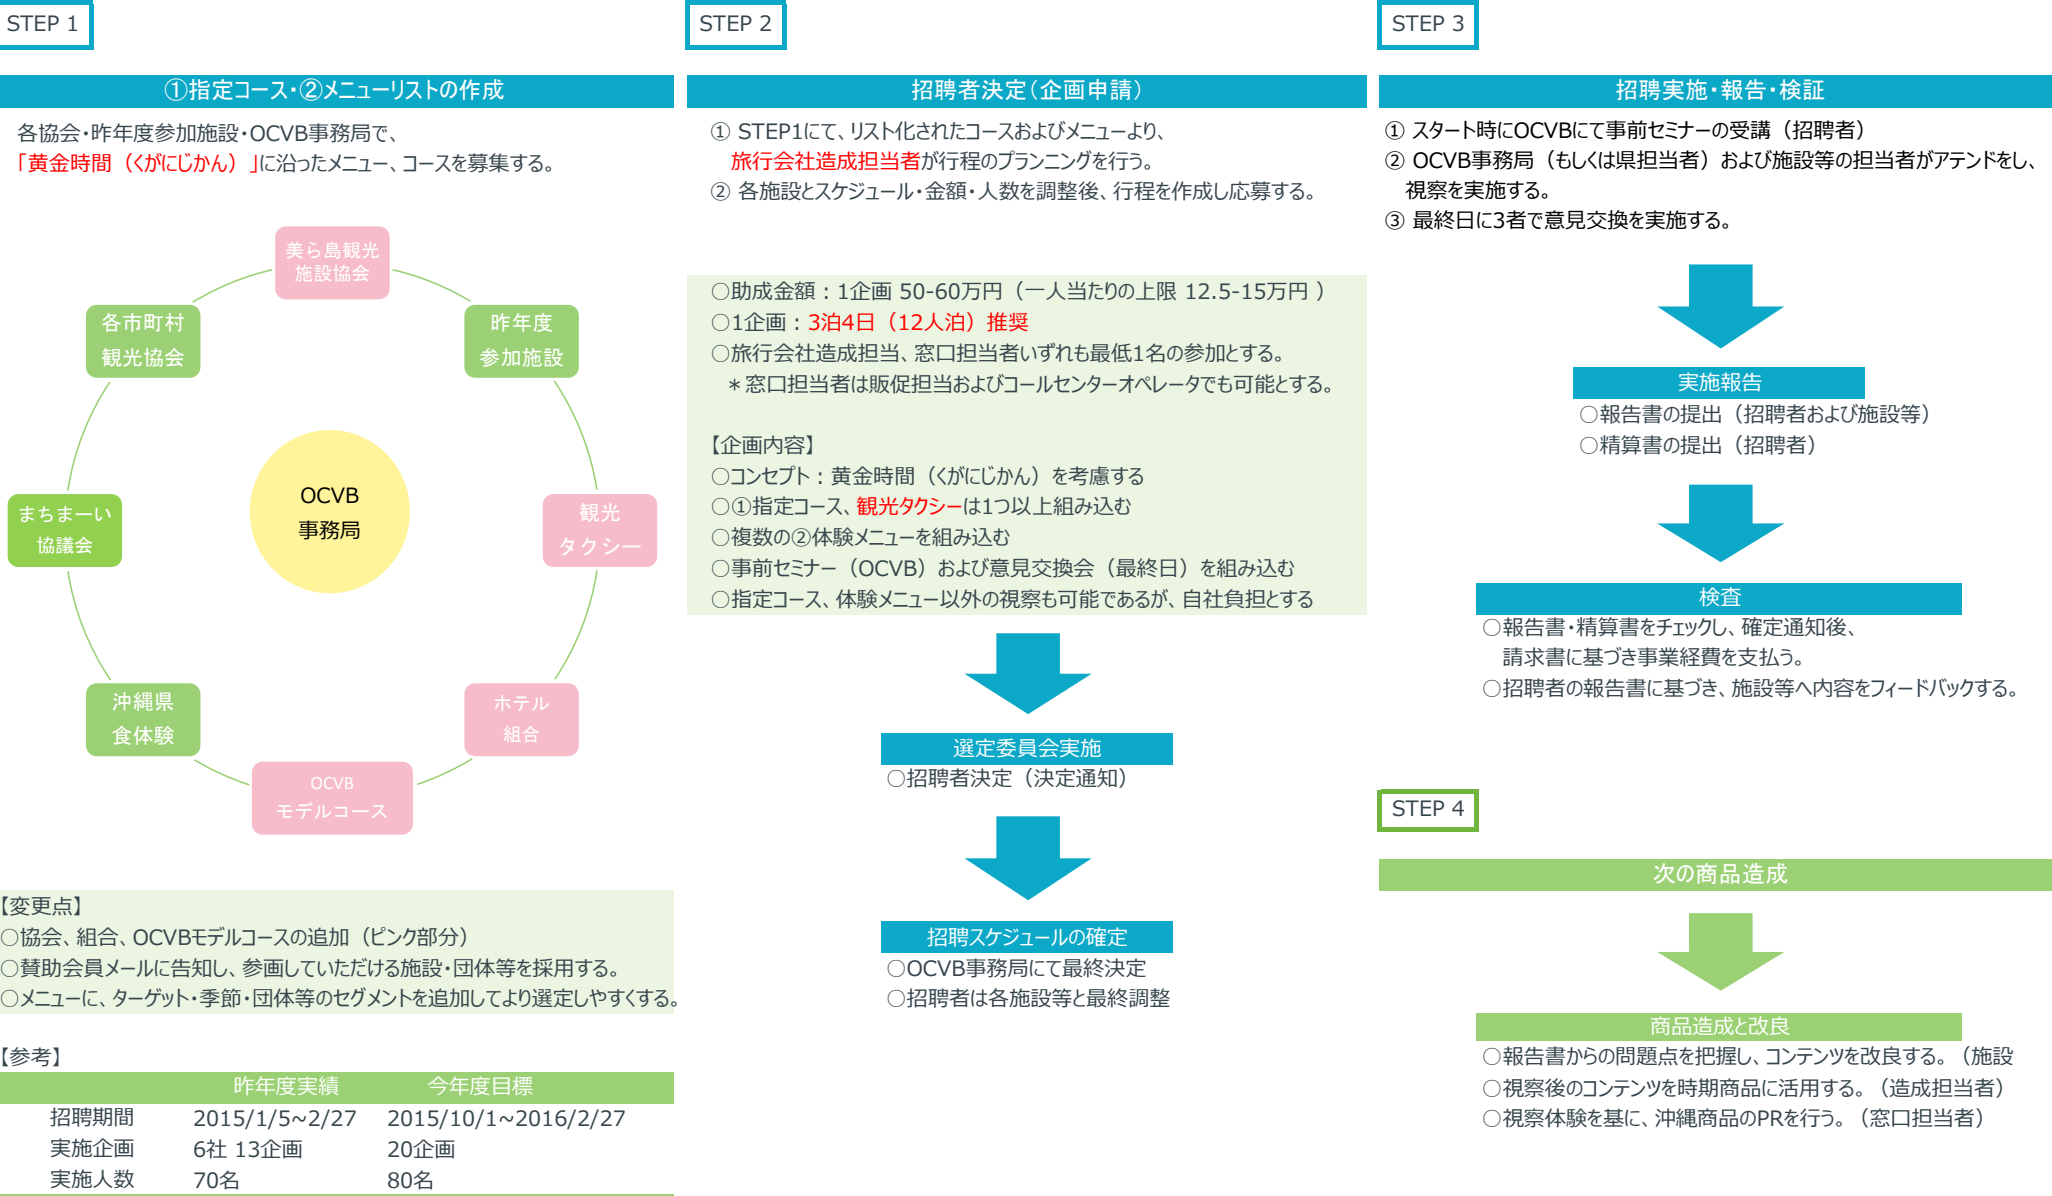 STEP 1
①指定コース・②メニューリストの作成
各協会・昨年度参加施設・OCVB事務局で、
「黄金時間（くがにじかん）」に沿ったメニュー、コースを募集する。
美ら島観光
施設協会
各市町村
観光協会
昨年度
参加施設
まちまーい
協議会
OCVB
事務局
観光
タクシー
沖縄県
食体験
ホテル
組合
OCVB
モデルコース
【変更点】
○協会、組合、OCVBモデルコースの追加（ピンク部分）
○賛助会員メールに告知し、参画していただける施設・団体等を採用する。
○メニューに、ターゲット・季節・団体等のセグメントを追加してより選定しやすくする。
【参考】
昨年度実績 今年度目標
招聘期間 2015/1/5~2/27 2015/10/1~2016/2/27
実施企画 6社 13企画 20企画
実施人数 70名 80名
STEP 2
招聘者決定（企画申請）
① STEP1にて、リスト化されたコースおよびメニューより、
旅行会社造成担当者が行程のプランニングを行う。
② 各施設とスケジュール・金額・人数を調整後、行程を作成し応募する。
○助成金額：1企画 50-60万円（一人当たりの上限 12.5-15万円 ）
○1企画：3泊4日（12人泊）推奨
○旅行会社造成担当、窓口担当者いずれも最低1名の参加とする。
＊窓口担当者は販促担当およびコールセンターオペレータでも可能とする。
【企画内容】
○コンセプト：黄金時間（くがにじかん）を考慮する
○①指定コース、観光タクシーは1つ以上組み込む
○複数の②体験メニューを組み込む
○事前セミナー（OCVB）および意見交換会（最終日）を組み込む
○指定コース、体験メニュー以外の視察も可能であるが、自社負担とする
選定委員会実施
○招聘者決定（決定通知）
招聘スケジュールの確定
○OCVB事務局にて最終決定
○招聘者は各施設等と最終調整
STEP 3
招聘実施・報告・検証
① スタート時にOCVBにて事前セミナーの受講（招聘者）
② OCVB事務局（もしくは県担当者）および施設等の担当者がアテンドをし、
視察を実施する。
③ 最終日に3者で意見交換を実施する。
実施報告
○報告書の提出（招聘者および施設等）
○精算書の提出（招聘者）
検査
○報告書・精算書をチェックし、確定通知後、
請求書に基づき事業経費を支払う。
○招聘者の報告書に基づき、施設等へ内容をフィードバックする。
STEP 4
次の商品造成
商品造成と改良
○報告書からの問題点を把握し、コンテンツを改良する。（施設
○視察後のコンテンツを時期商品に活用する。（造成担当者）
○視察体験を基に、沖縄商品のPRを行う。（窓口担当者）